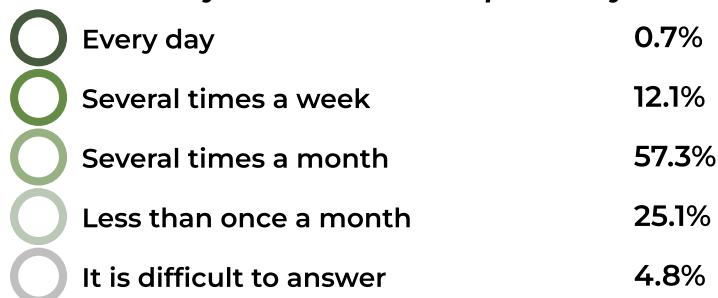 Every day 0.7%
Several times a week 12.1%
Several times a month 57.3%
Less than once a month 25.1%
It is difficult to answer 4.8%